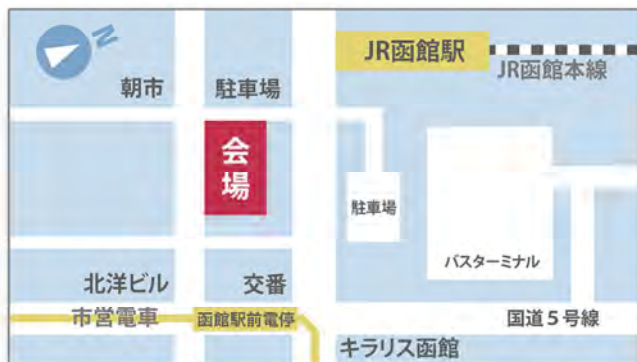 N
JR函館駅
JR函館本線
朝市
駐車場
会場
駐車場
バスターミナル
北洋ビル
交番
市営電車
函館駅前電停
国道5号線
キラリス函館